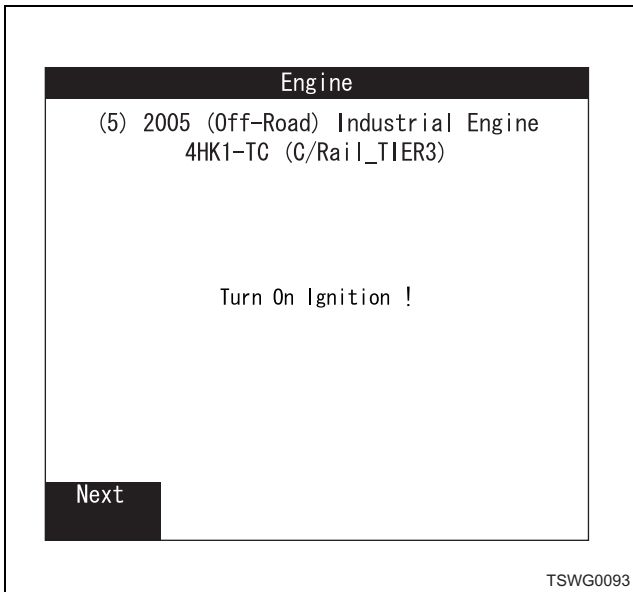 Engine
(5) 2005 (Off-Road) Industrial Engine
4HK1-TC (C/Rail_TIER3)
Turn On Ignition !
Next
TSWG0093